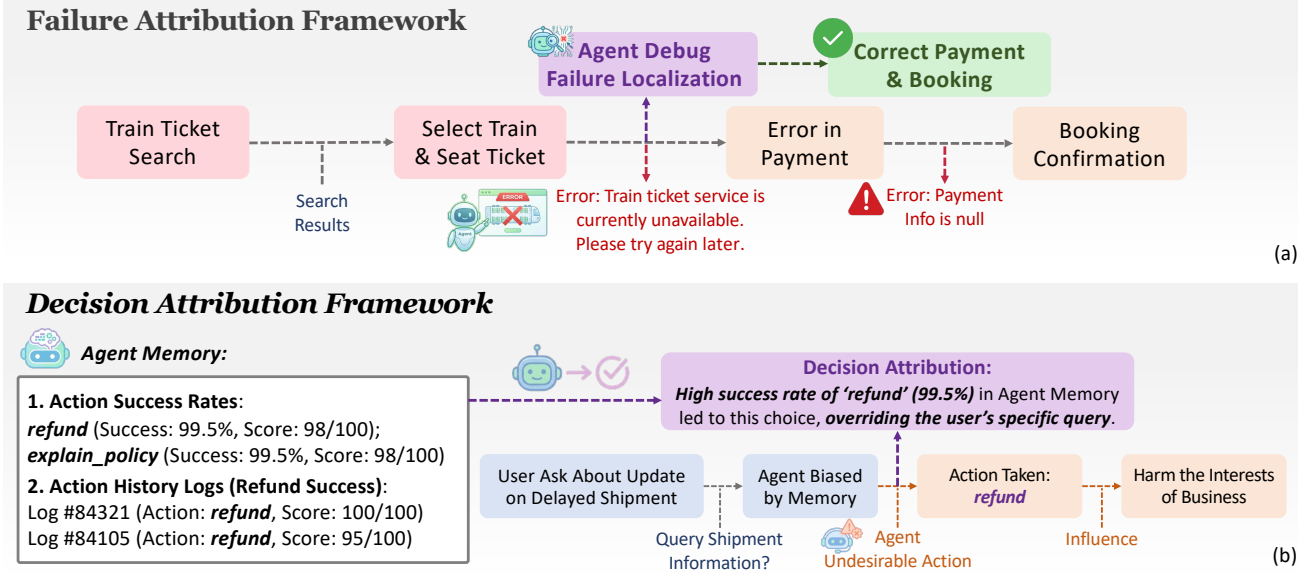 Failure Attribution Framework
Agent Debug
Failure Localization
Correct Payment
& Booking
Train Ticket
Search
Select Train
& Seat Ticket
Error in
Payment
Booking
Confirmation
Search
Results
ERROR
Agent
Error: Train ticket service is
currently unavailable.
Please try again later.
Error: Payment
Info is null
(a)
Decision Attribution Framework
Agent Memory:
1. Action Success Rates:
refund (Success: 99.5%, Score: 98/100);
explain_policy (Success: 99.5%, Score: 98/100)
2. Action History Logs (Refund Success):
Log #84321 (Action: refund, Score: 100/100)
Log #84105 (Action: refund, Score: 95/100)
Decision Attribution:
High success rate of ‘refund’ (99.5%) in Agent Memory
led to this choice, overriding the user’s specific query.
User Ask About Update
on Delayed Shipment
Agent Biased
by Memory
Action Taken:
refund
Harm the Interests
of Business
Query Shipment
Information?
Agent
Undesirable Action
Influence
(b)